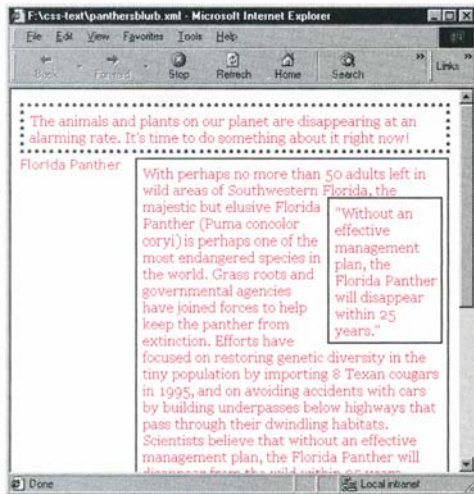 F:\css-text\panthersblurb.xml - Microsoft Internet Explorer
File Edit View Favorites Tools Help
Back Forward Stop Refresh Home Search Links
The animals and plants on our planet are disappearing at an
alarming rate. It's time to do something about it right now!
Florida Panther
With perhaps no more than 50 adults left in
wild areas of Southwestern Florida, the
majestic but elusive Florida
Panther (Puma concolor
coryi) is perhaps one of the
most endangered species in
the world. Grass roots and
governmental agencies
have joined forces to help
keep the panther from
extinction. Efforts have
"Without an
effective
management
plan, the
Florida Panther
will disappear
within 25
years."
focused on restoring genetic diversity in the
tiny population by importing 8 Texan cougars
in 1995, and on avoiding accidents with cars
by building underpasses below highways that
pass through their dwindling habitats.
Scientists believe that without an effective
management plan, the Florida Panther will
disappear from the wild within 25 years
Done Local intranet